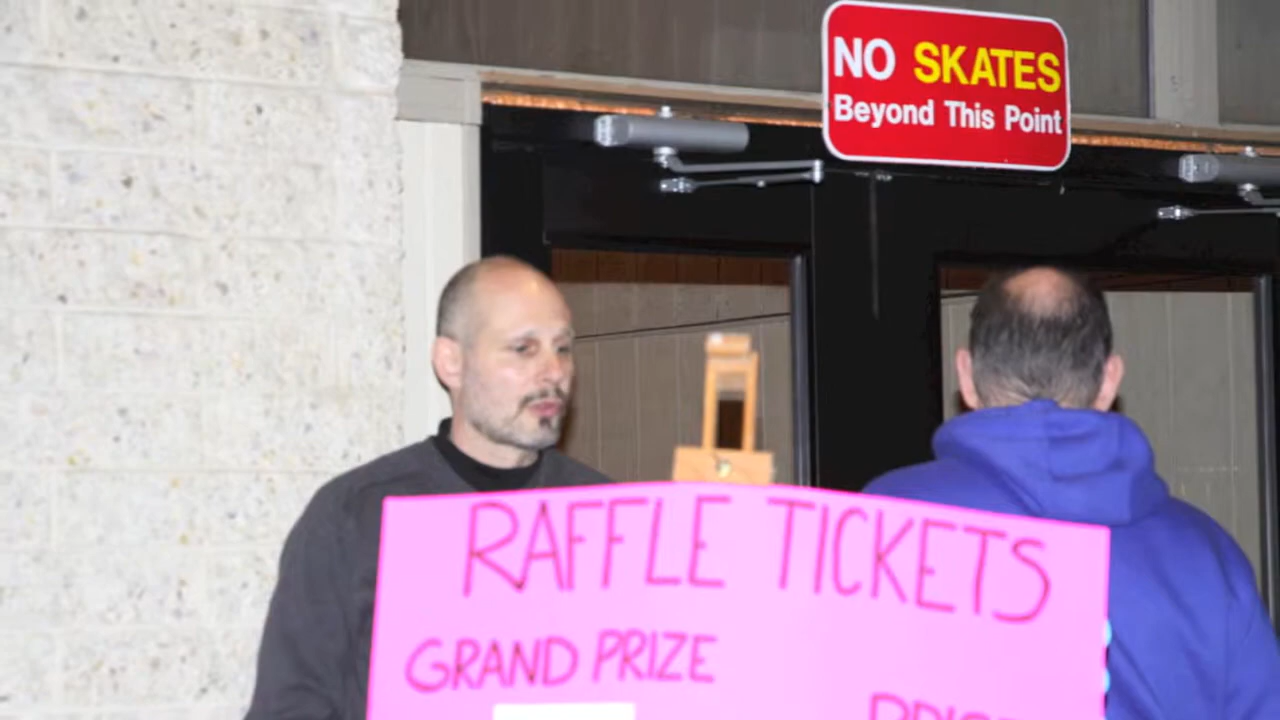 NO SKATES
Beyond This Point
RAFFLE TICKETS
GRAND PRIZE